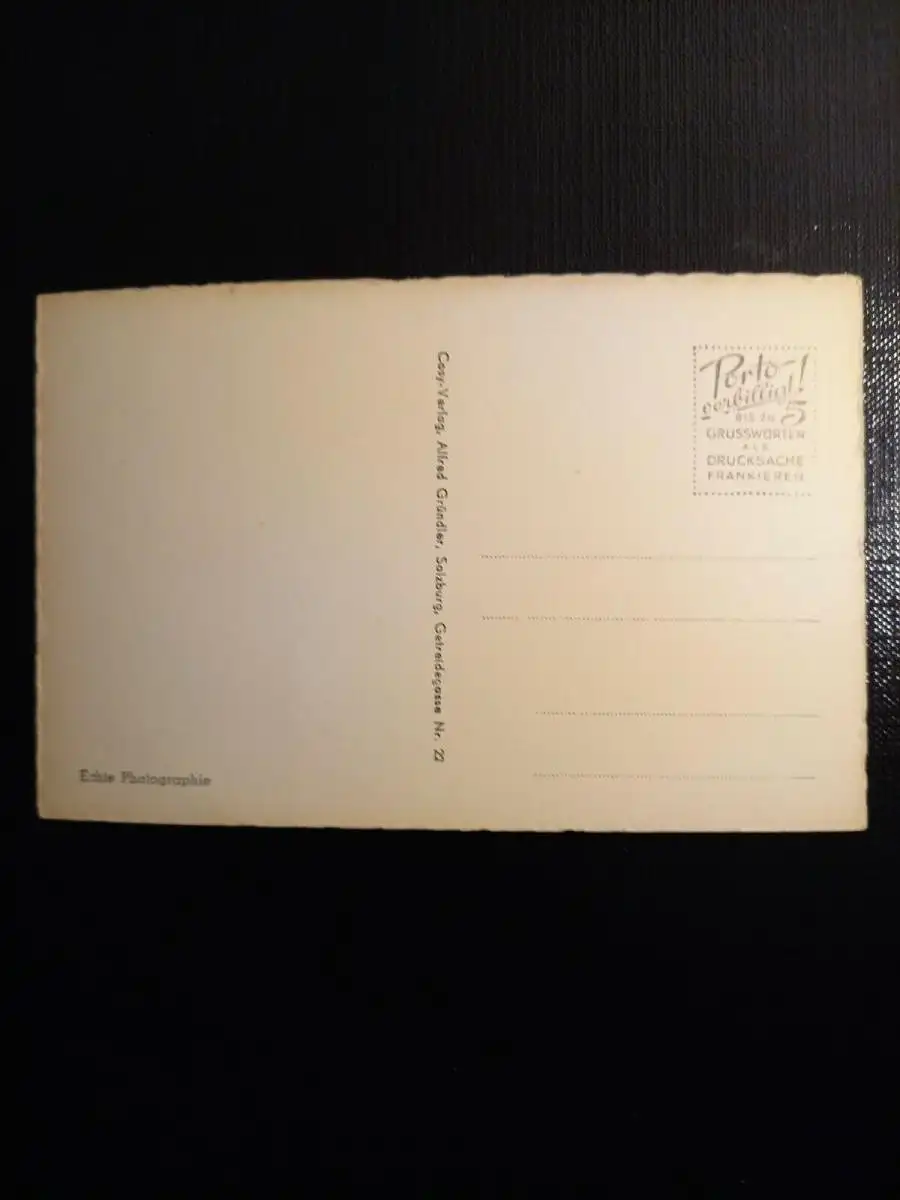 Cosy-Verlag, Alfred Gründler, Salzburg, Getreidegasse Nr. 22
Porto
verbilligt!
BIS ZU 5
GRUSSWORTEN
ALS
DRUCKSACHE
FRANKIEREN
Echte Photographie